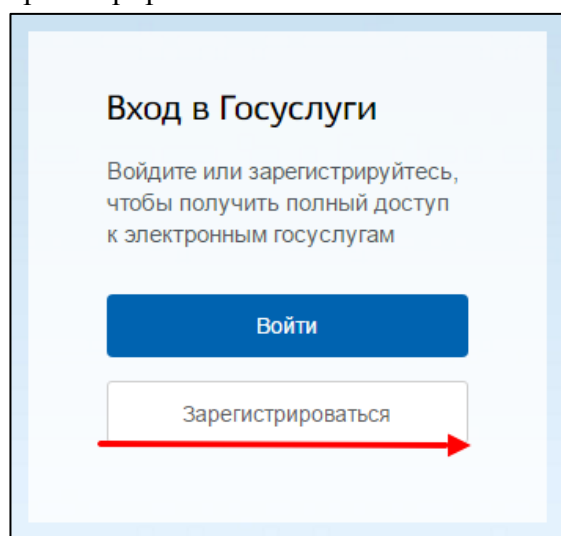 Вход в Госуслуги
Войдите или зарегистрируйтесь,
чтобы получить полный доступ
к электронным госуслугам
Войти
Зарегистрироваться